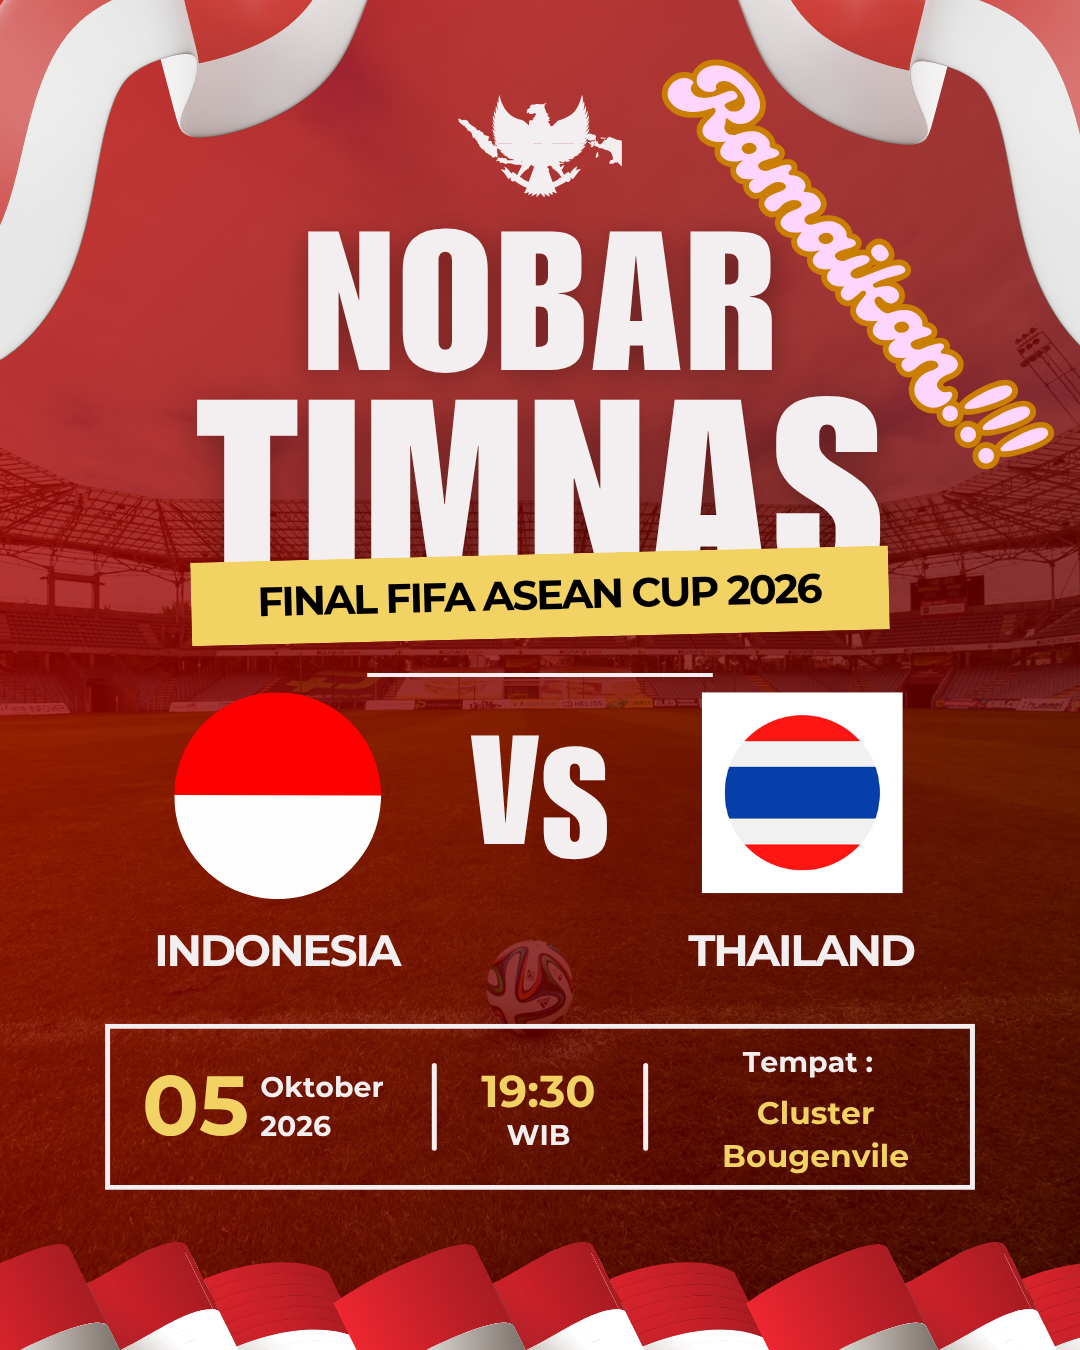 Ramaikan!!!
NOBAR
TIMNAS
FINAL FIFA ASEAN CUP 2026
VS
INDONESIA
THAILAND
05 Oktober
2026
19:30
WIB
Tempat :
Cluster
Bougenvile